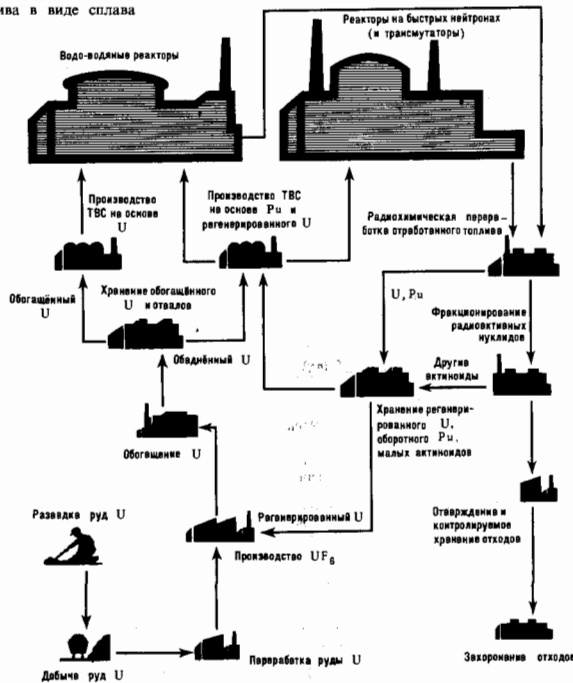 ива в виде сплава
Водо-водяные реакторы
Реакторы на быстрых нейтронах
(и трансмутаторы)
Производство
ТВС на основе
U
Производство ТВС
на основе Pu и
регенерированного U
Радиохимическая перера-
ботка отработанного топлива
Обогащённый
U
Хранение обогащённого
U и отвалов
U, Pu
Фракционирование
радиоактивных
нуклидов
Обеднённый U
Другие
актиноиды
Хранение регенери-
рованного U,
оборотного Pu,
малых актиноидов
Обогащение U
Разведка руд U
Регенерированный U
Отверждение и
контролируемое
хранение отходов
Производство UF6
Добыча руд U
Переработка руды U
Захоронение отходов